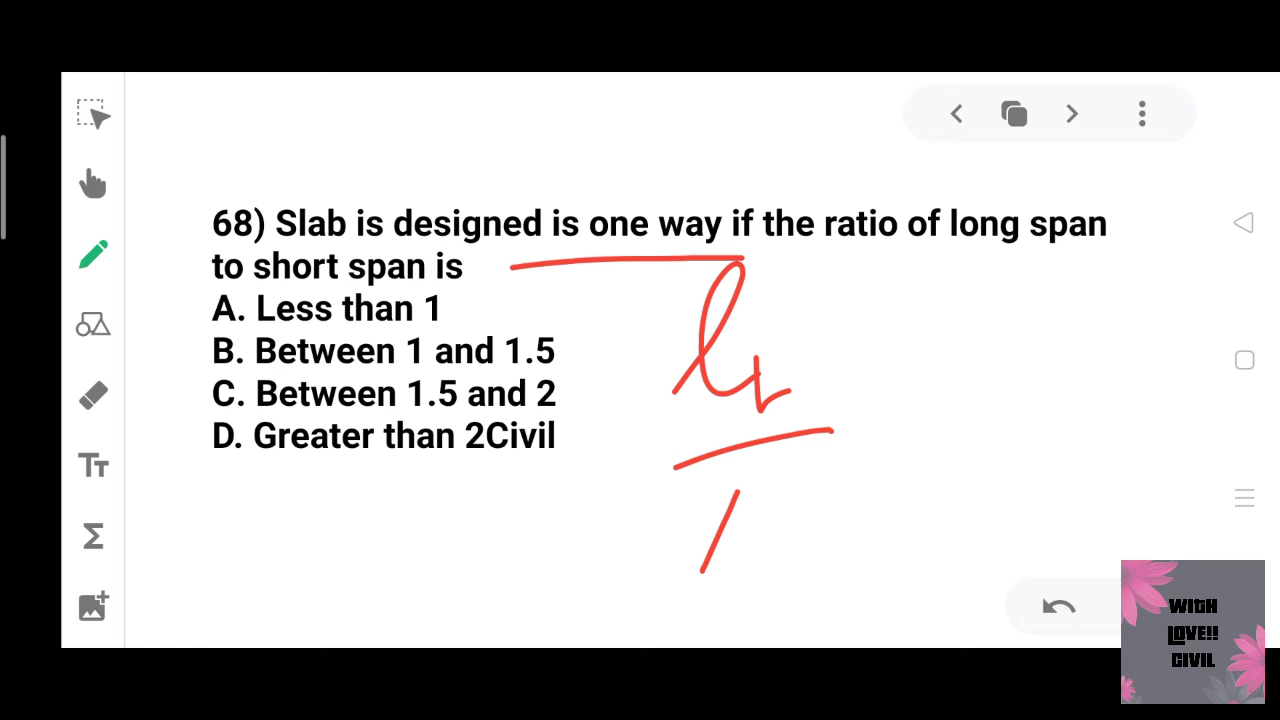 68) Slab is designed is one way if the ratio of long span
to short span is
A. Less than 1
B. Between 1 and 1.5
C. Between 1.5 and 2
D. Greater than 2Civil
WITH
LOVE!!
CIVIL